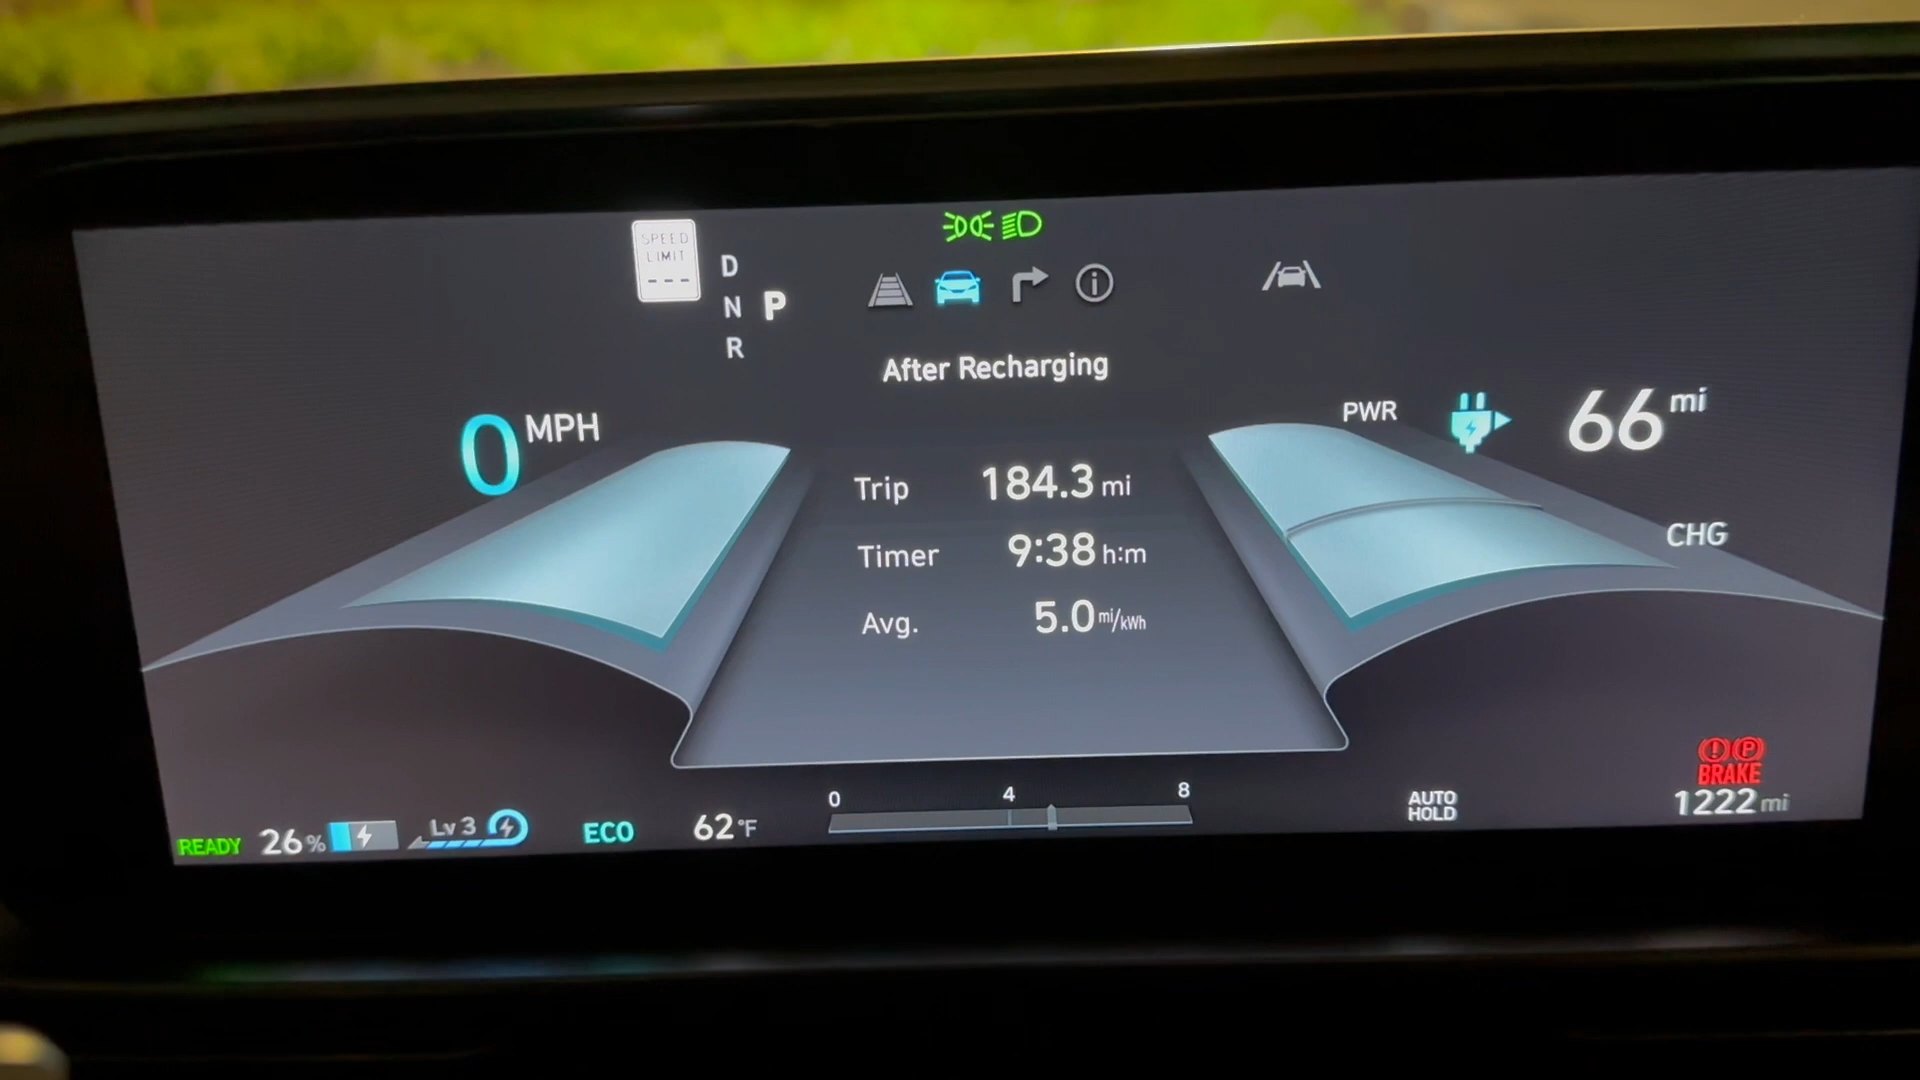 SPEED
LIMIT
---
D
N P
R
After Recharging
0 MPH
PWR
66 mi
CHG
Trip 184.3 mi
Timer 9:38 h:m
Avg. 5.0 mi/kWh
0 4 8
READY 26% Lv 3 ECO 62°F
AUTO
HOLD
P
BRAKE
1222 mi